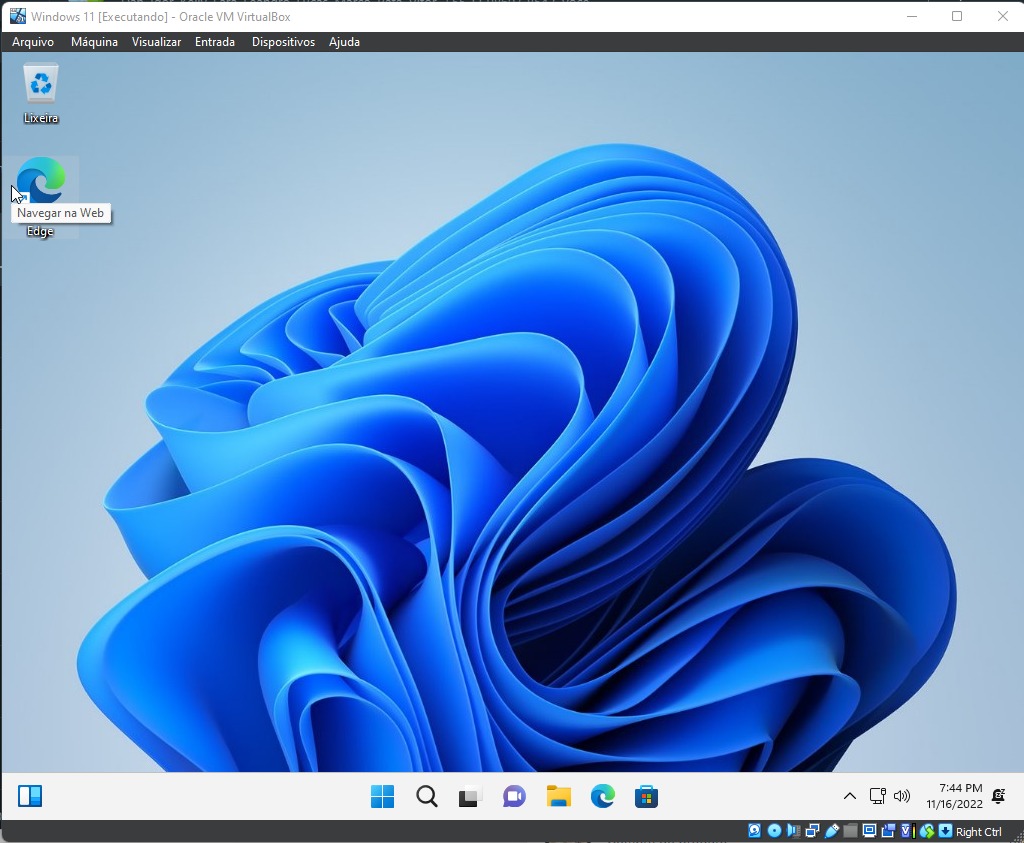 Windows 11 [Executando] - Oracle VM VirtualBox
Arquivo Máquina Visualizar Entrada Dispositivos Ajuda
Lixeira
Navegar na Web
Edge
7:44 PM
11/16/2022
Right Ctrl